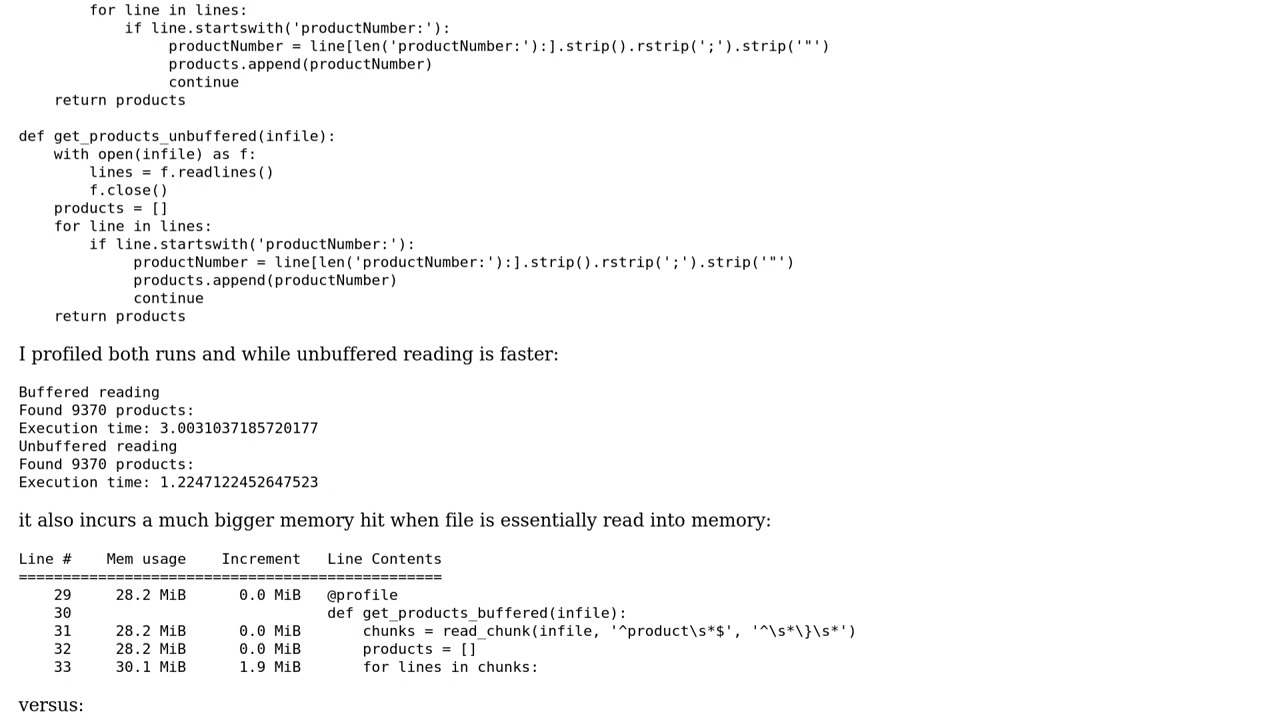 for line in lines:
            if line.startswith('productNumber:'):
                 productNumber = line[len('productNumber:'):].strip().rstrip(';').strip('"')
                 products.append(productNumber)
                 continue
    return products

def get_products_unbuffered(infile):
    with open(infile) as f:
        lines = f.readlines()
        f.close()
    products = []
    for line in lines:
        if line.startswith('productNumber:'):
             productNumber = line[len('productNumber:'):].strip().rstrip(';').strip('"')
             products.append(productNumber)
             continue
    return products
I profiled both runs and while unbuffered reading is faster:
Buffered reading
Found 9370 products:
Execution time: 3.0031037185720177
Unbuffered reading
Found 9370 products:
Execution time: 1.2247122452647523
it also incurs a much bigger memory hit when file is essentially read into memory:
Line #    Mem usage    Increment   Line Contents
================================================
    29     28.2 MiB      0.0 MiB   @profile
    30                             def get_products_buffered(infile):
    31     28.2 MiB      0.0 MiB       chunks = read_chunk(infile, '^product\s*$', '^\s*\}\s*')
    32     28.2 MiB      0.0 MiB       products = []
    33     30.1 MiB      1.9 MiB       for lines in chunks:
versus: